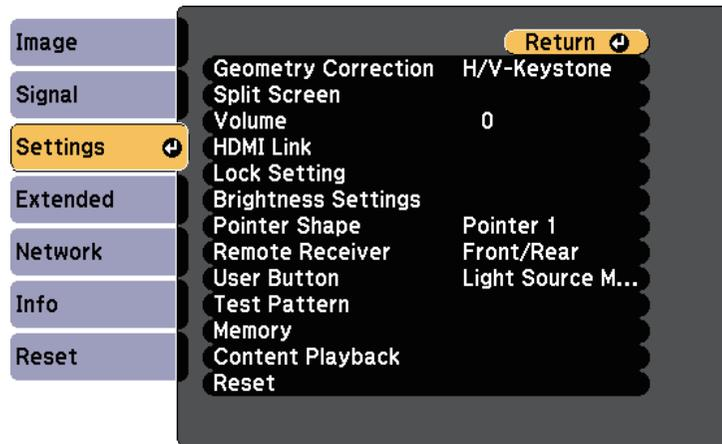 Image
Signal
Settings
Extended
Network
Info
Reset
Return
Geometry Correction H/V-Keystone
Split Screen
Volume 0
HDMI Link
Lock Setting
Brightness Settings
Pointer Shape Pointer 1
Remote Receiver Front/Rear
User Button Light Source M...
Test Pattern
Memory
Content Playback
Reset